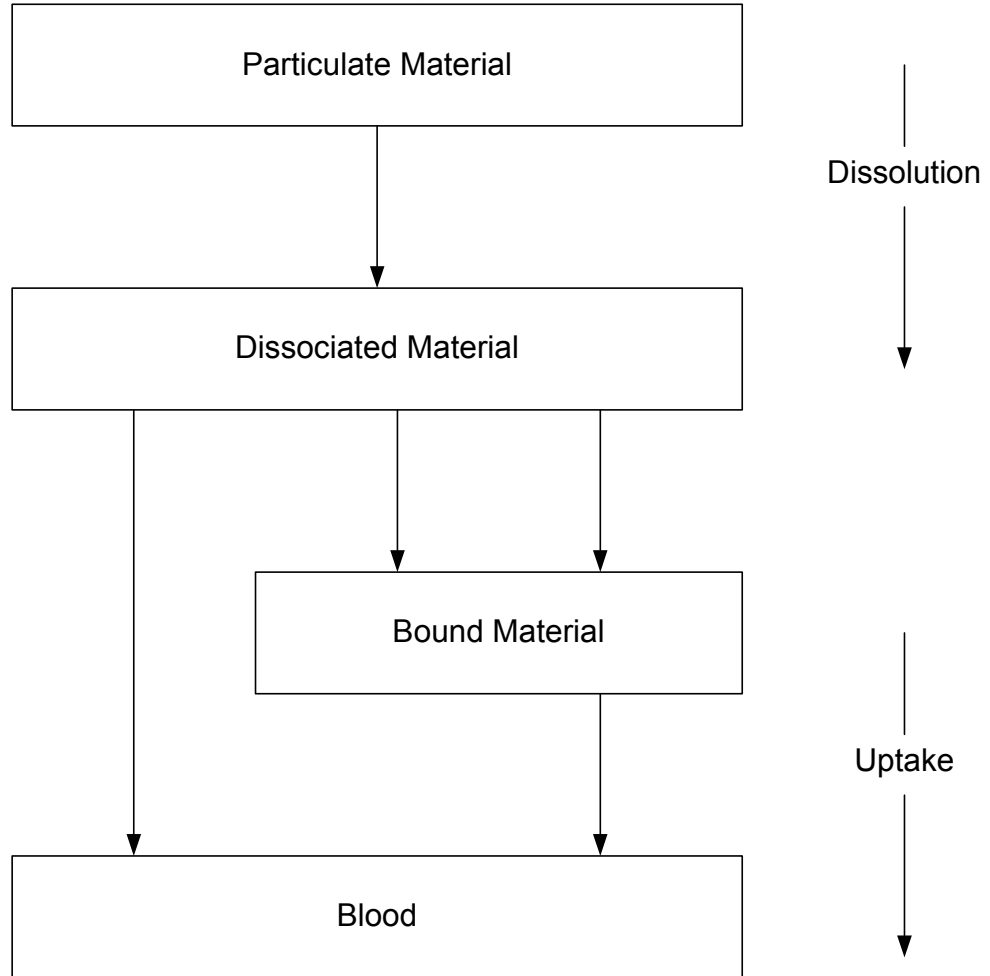 Particulate Material
Dissolution
Dissociated Material
Bound Material
Uptake
Blood